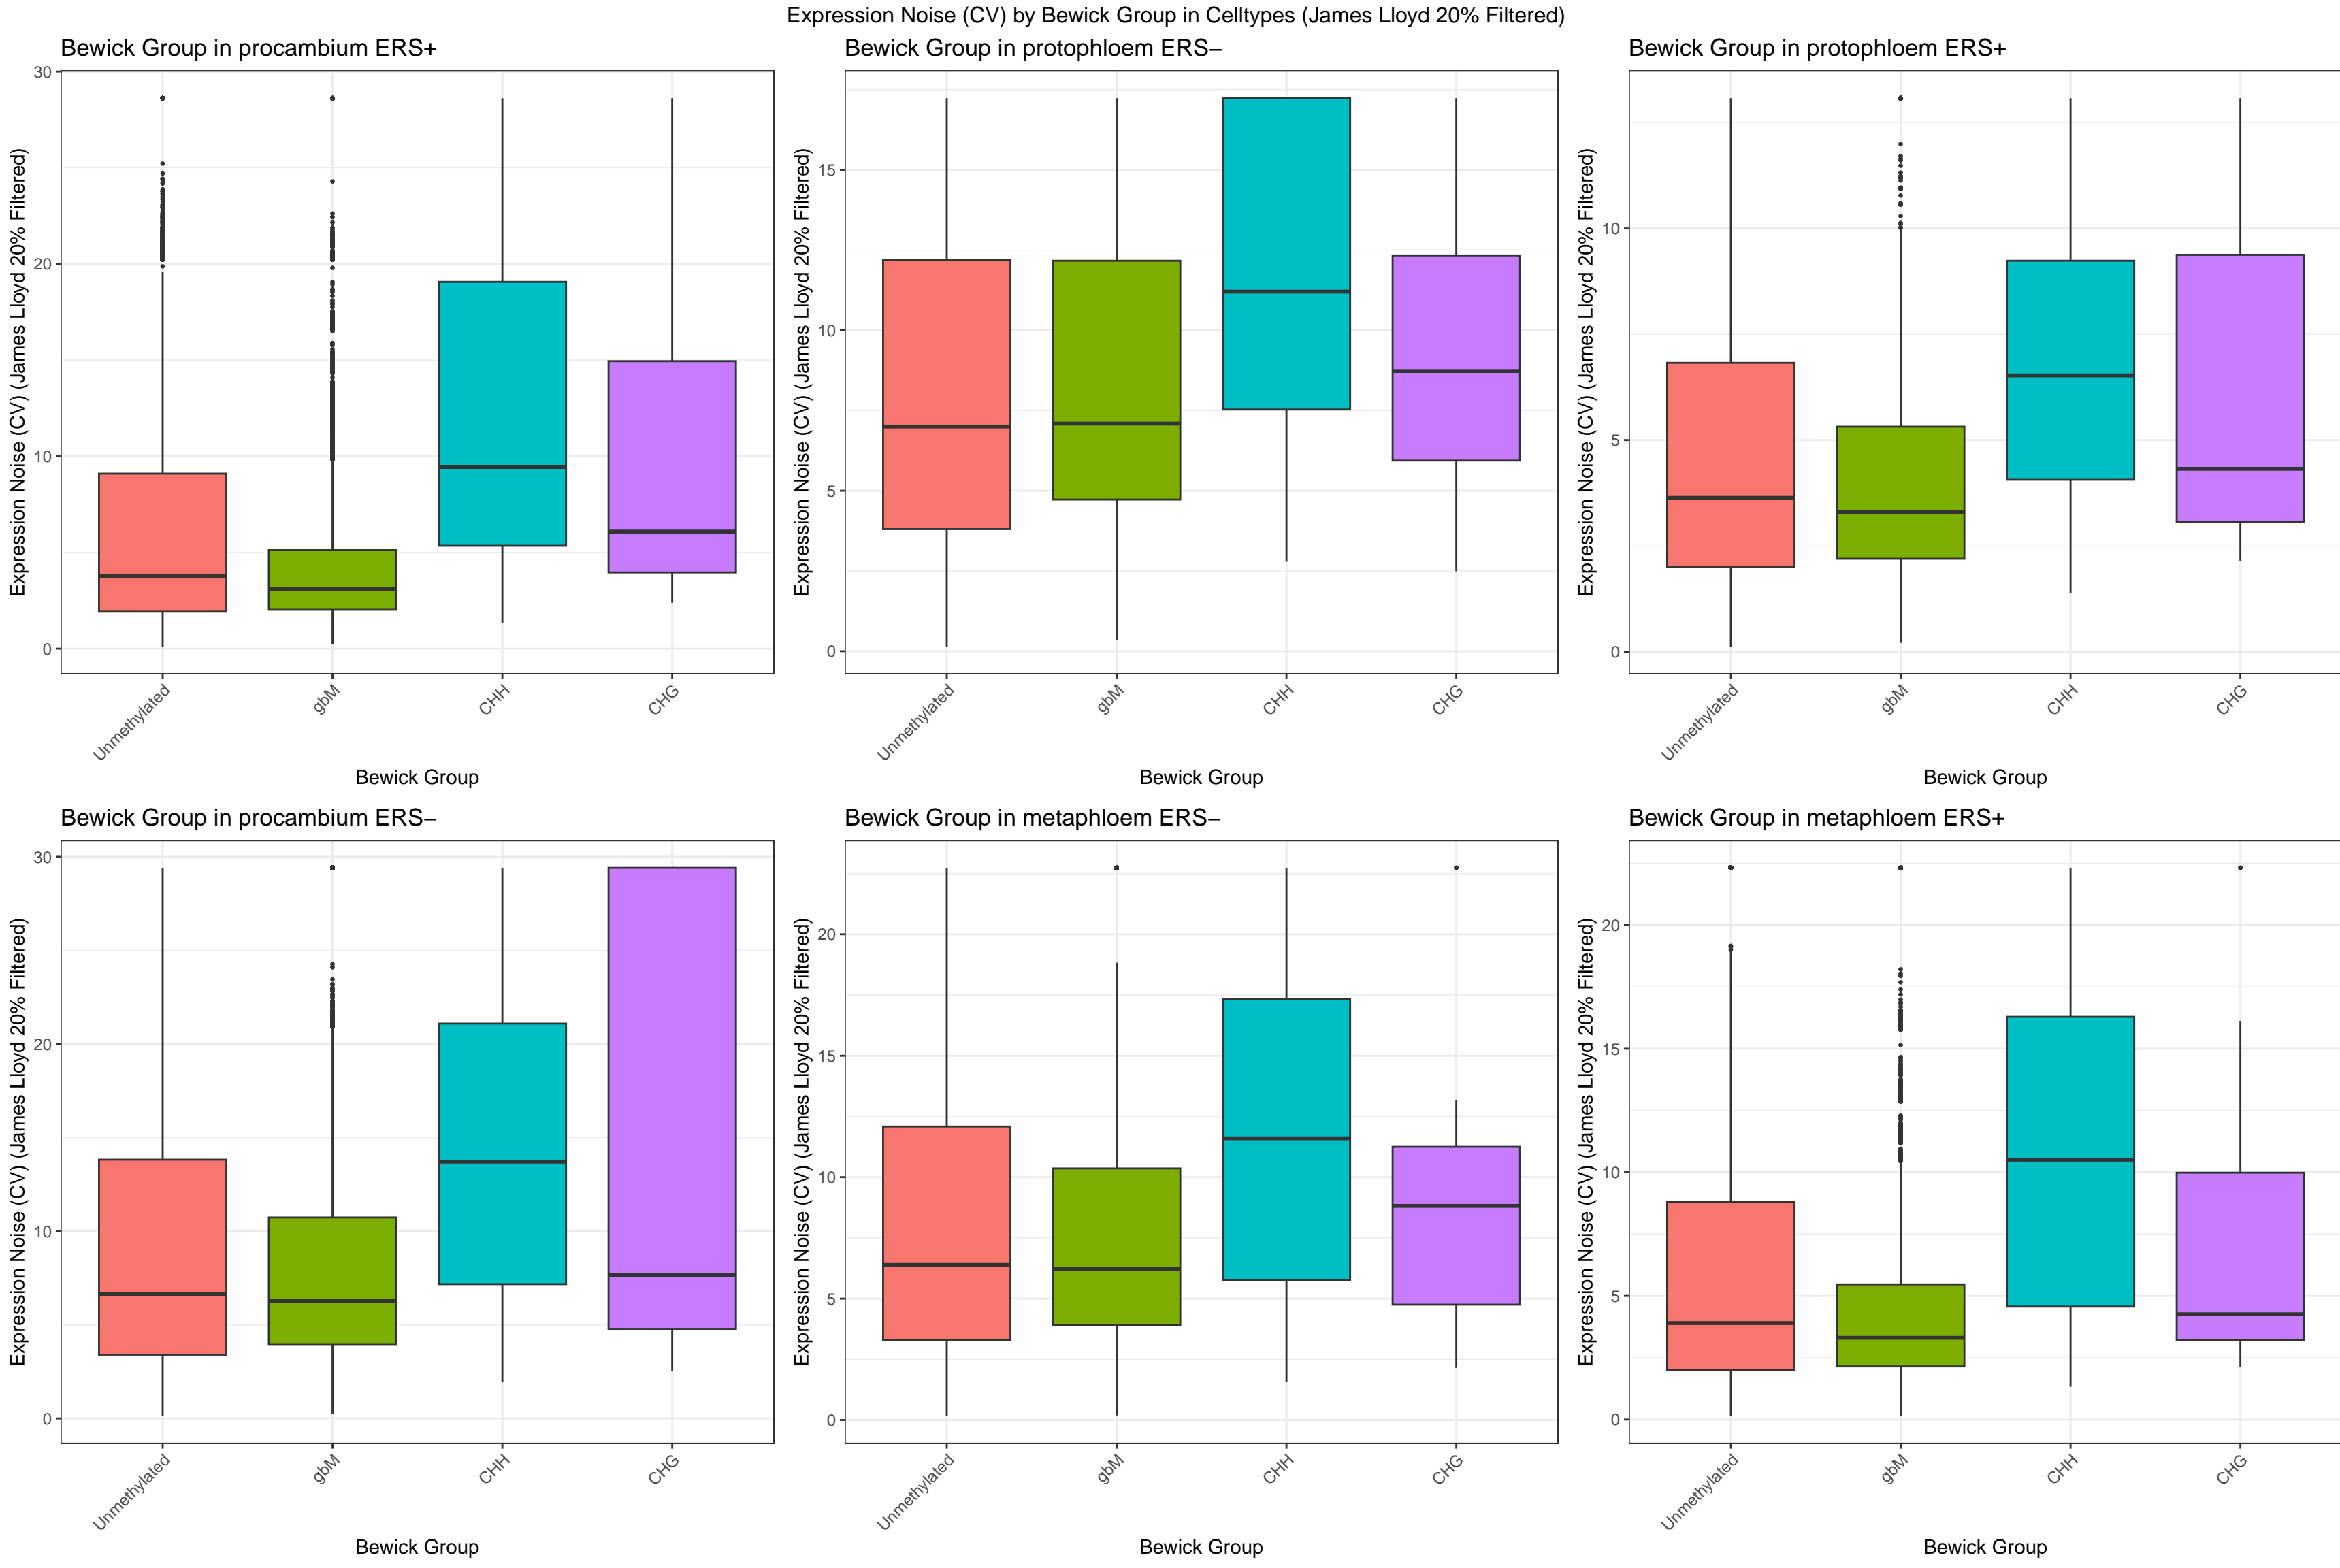 Expression Noise (CV) by Bewick Group in Celltypes (James Lloyd 20% Filtered)
Bewick Group in procambium ERS+
Expression Noise (CV) (James Lloyd 20% Filtered)
30
20
10
0
Unmethylated
gbM
CHH
CHG
Bewick Group
Bewick Group in protophloem ERS−
Expression Noise (CV) (James Lloyd 20% Filtered)
15
10
5
0
Unmethylated
gbM
CHH
CHG
Bewick Group
Bewick Group in protophloem ERS+
Expression Noise (CV) (James Lloyd 20% Filtered)
10
5
0
Unmethylated
gbM
CHH
CHG
Bewick Group
Bewick Group in procambium ERS−
Expression Noise (CV) (James Lloyd 20% Filtered)
30
20
10
0
Unmethylated
gbM
CHH
CHG
Bewick Group
Bewick Group in metaphloem ERS−
Expression Noise (CV) (James Lloyd 20% Filtered)
20
15
10
5
0
Unmethylated
gbM
CHH
CHG
Bewick Group
Bewick Group in metaphloem ERS+
Expression Noise (CV) (James Lloyd 20% Filtered)
20
15
10
5
0
Unmethylated
gbM
CHH
CHG
Bewick Group